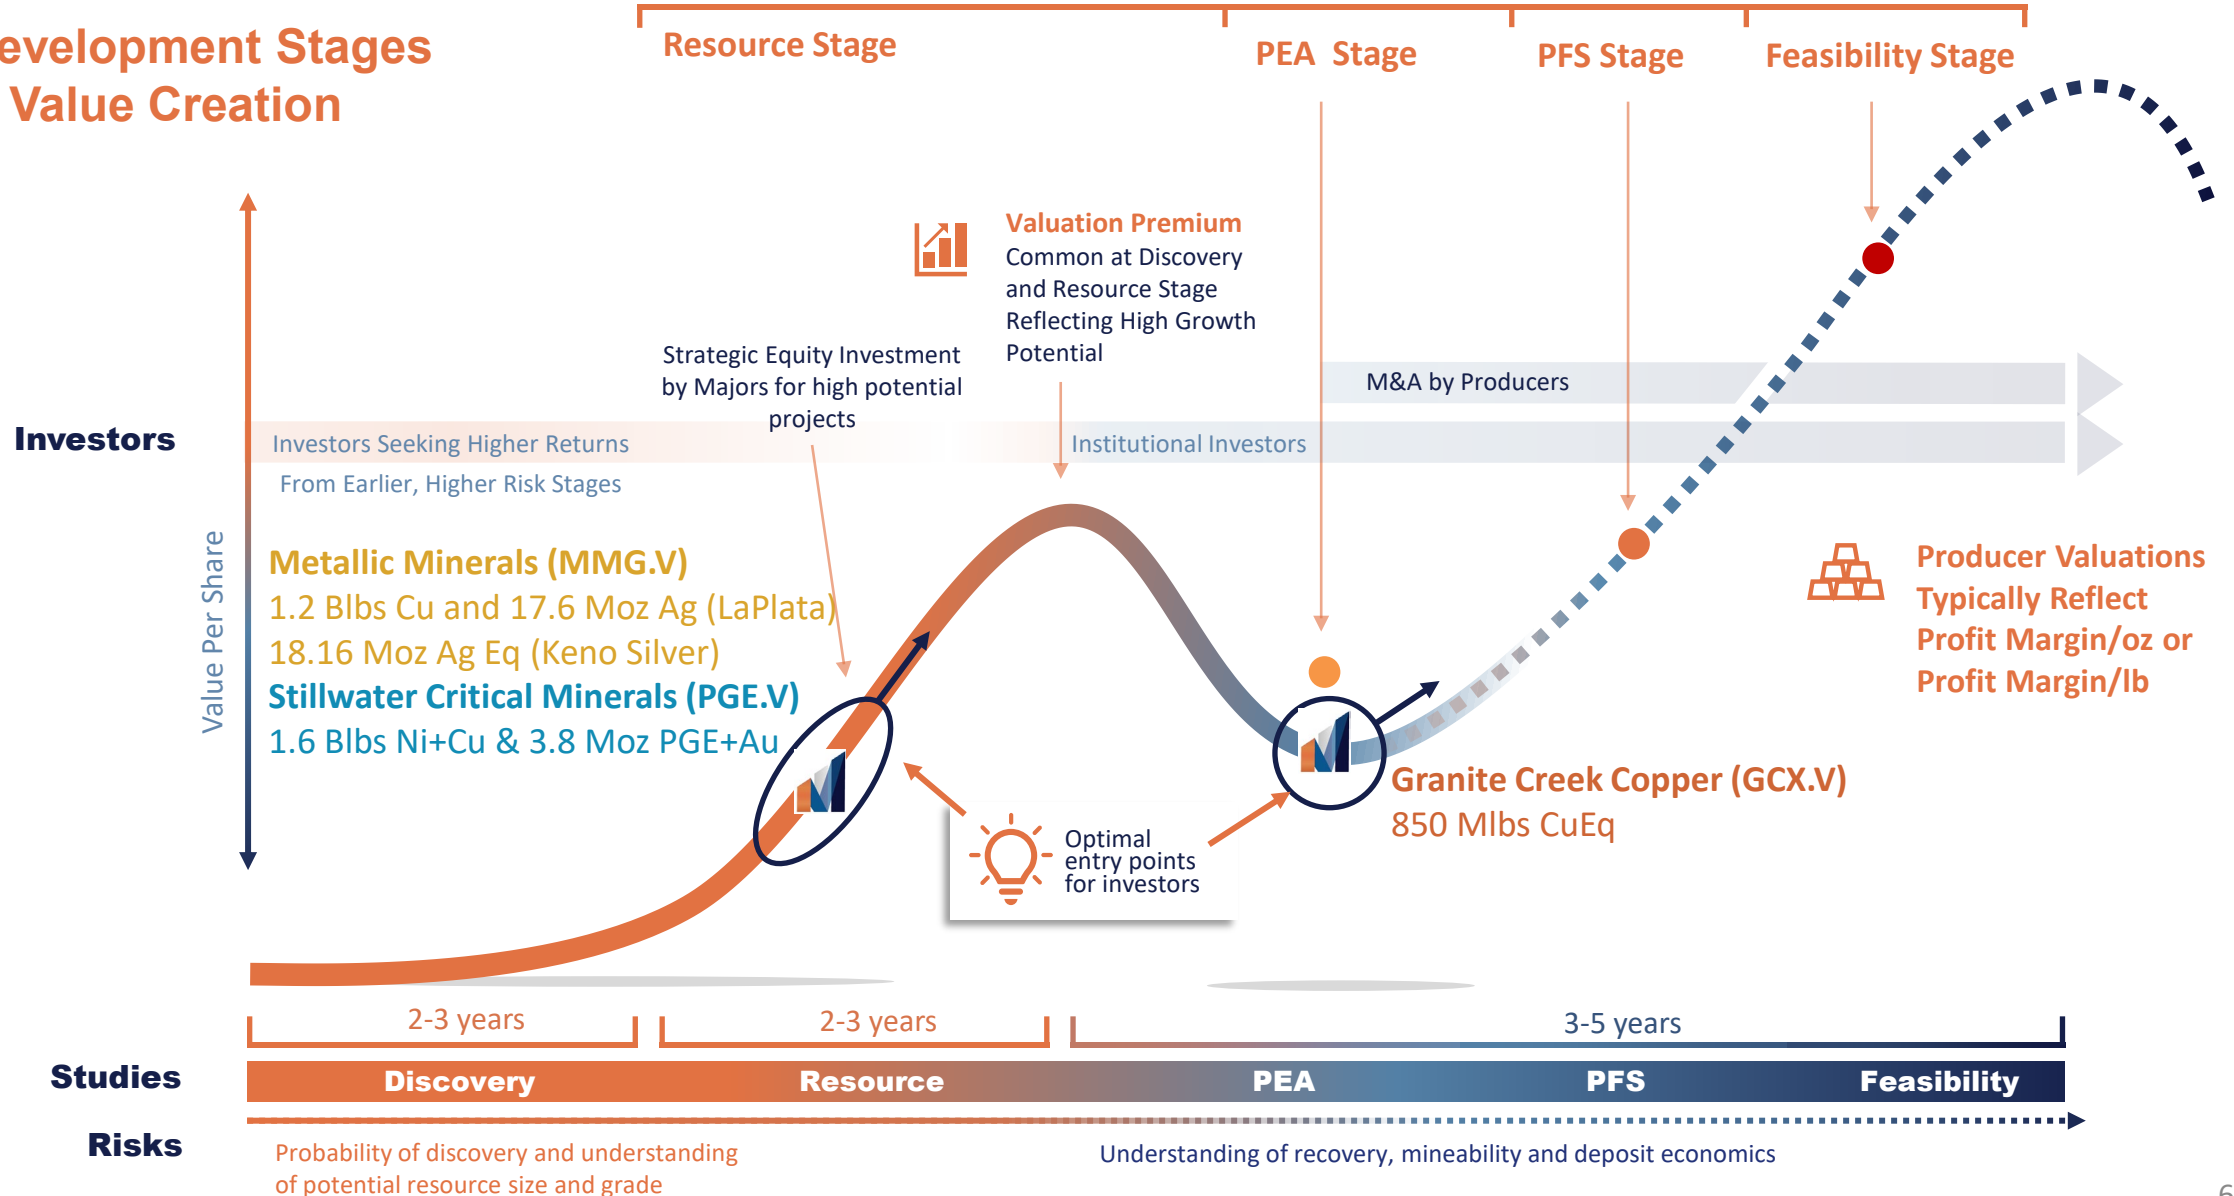 evelopment Stages
Value Creation
Resource Stage
PEA Stage
PFS Stage
Feasibility Stage
Valuation Premium
Common at Discovery
and Resource Stage
Reflecting High Growth
Potential
Strategic Equity Investment
by Majors for high potential
projects
M&A by Producers
Investors
Investors Seeking Higher Returns
From Earlier, Higher Risk Stages
Institutional Investors
Value Per Share
Metallic Minerals (MMG.V)
1.2 Blbs Cu and 17.6 Moz Ag (LaPlata)
18.16 Moz Ag Eq (Keno Silver)
Stillwater Critical Minerals (PGE.V)
1.6 Blbs Ni+Cu & 3.8 Moz PGE+Au
Producer Valuations
Typically Reflect
Profit Margin/oz or
Profit Margin/lb
Granite Creek Copper (GCX.V)
850 Mlbs CuEq
Optimal
entry points
for investors
2-3 years
2-3 years
3-5 years
Studies
Discovery
Resource
PEA
PFS
Feasibility
Risks
Probability of discovery and understanding
of potential resource size and grade
Understanding of recovery, mineability and deposit economics
6